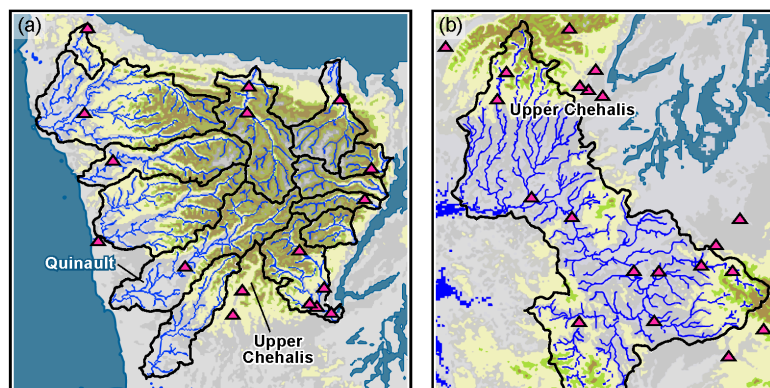 (a)
Quinault
Upper
Chehalis
(b)
Upper Chehalis